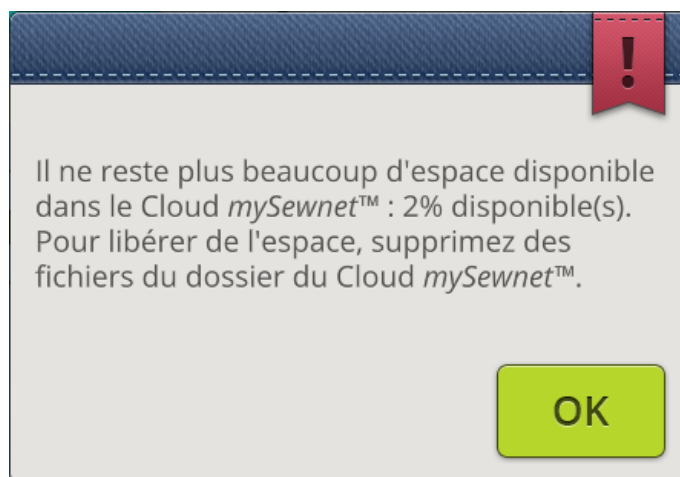 !
Il ne reste plus beaucoup d'espace disponible
dans le Cloud mySewnet™ : 2% disponible(s).
Pour libérer de l'espace, supprimez des
fichiers du dossier du Cloud mySewnet™.
OK